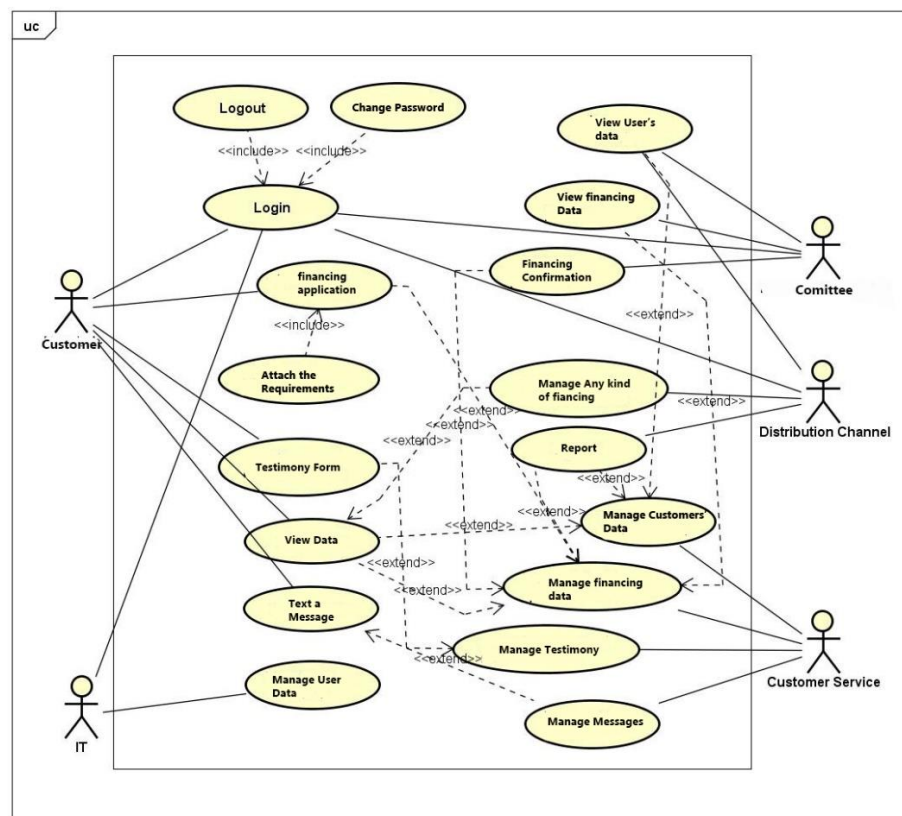 uc
Logout
Change Password
View User's
data
<<include>>
<<include>>
Login
View financing
Data
Financing
Confirmation
financing
application
Comittee
<<extend>>
<<include>>
Customer
Attach the
Requirements
Manage Any kind
of fiancing
<<extend>>
<<extend>>
<<extend>>
Distribution Channel
<<extend>>
Report
Testimony Form
<<extend>>
Manage Customers'
Data
<<extend>>
<<extend>>
View Data
<<extend>>
Manage financing
data
Text a
Message
Manage Testimony
<<extend>>
Customer Service
Manage User
Data
Manage Messages
IT